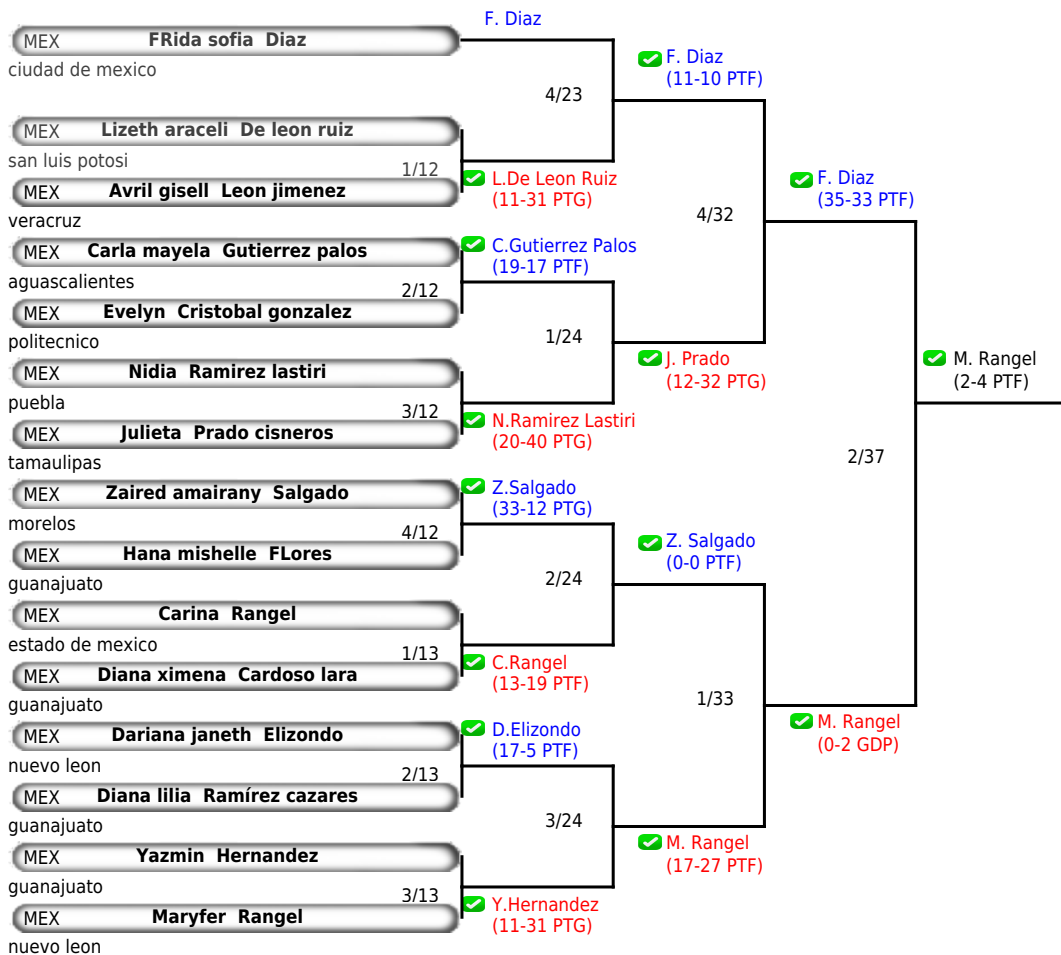 F. Diaz
MEX FRida sofia Diaz
ciudad de mexico
F. Diaz
(11-10 PTF)
4/23
MEX Lizeth araceli De leon ruiz
san luis potosi
1/12
L.De Leon Ruiz
(11-31 PTG)
MEX Avril gisell Leon jimenez
veracruz
F. Diaz
(35-33 PTF)
4/32
MEX Carla mayela Gutierrez palos
C.Gutierrez Palos
(19-17 PTF)
aguascalientes
2/12
MEX Evelyn Cristobal gonzalez
politecnico
1/24
J. Prado
(12-32 PTG)
M. Rangel
(2-4 PTF)
MEX Nidia Ramirez lastiri
puebla
3/12
N.Ramirez Lastiri
(20-40 PTG)
MEX Julieta Prado cisneros
tamaulipas
2/37
MEX Zaired amairany Salgado
Z.Salgado
(33-12 PTG)
morelos
4/12
MEX Hana mishelle FLores
guanajuato
Z. Salgado
(0-0 PTF)
2/24
MEX Carina Rangel
estado de mexico
1/13
C.Rangel
(13-19 PTF)
MEX Diana ximena Cardoso lara
guanajuato
1/33
M. Rangel
(0-2 GDP)
MEX Dariana janeth Elizondo
D.Elizondo
(17-5 PTF)
nuevo leon
2/13
MEX Diana lilia Ramírez cazares
guanajuato
3/24
M. Rangel
(17-27 PTF)
MEX Yazmin Hernandez
guanajuato
3/13
Y.Hernandez
(11-31 PTG)
MEX Maryfer Rangel
nuevo leon